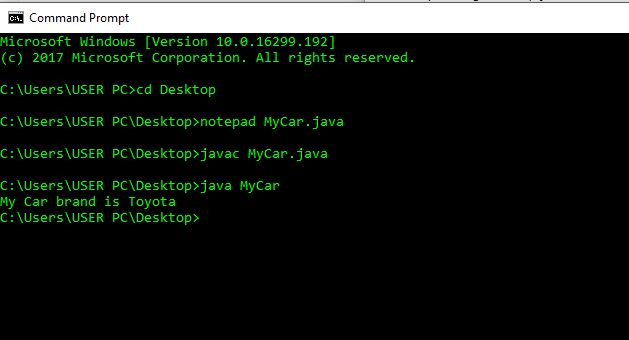 Command Prompt
Microsoft Windows [Version 10.0.16299.192]
(c) 2017 Microsoft Corporation. All rights reserved.
C:\Users\USER PC>cd Desktop
C:\Users\USER PC\Desktop>notepad MyCar.java
C:\Users\USER PC\Desktop>javac MyCar.java
C:\Users\USER PC\Desktop>java MyCar
My Car brand is Toyota
C:\Users\USER PC\Desktop>